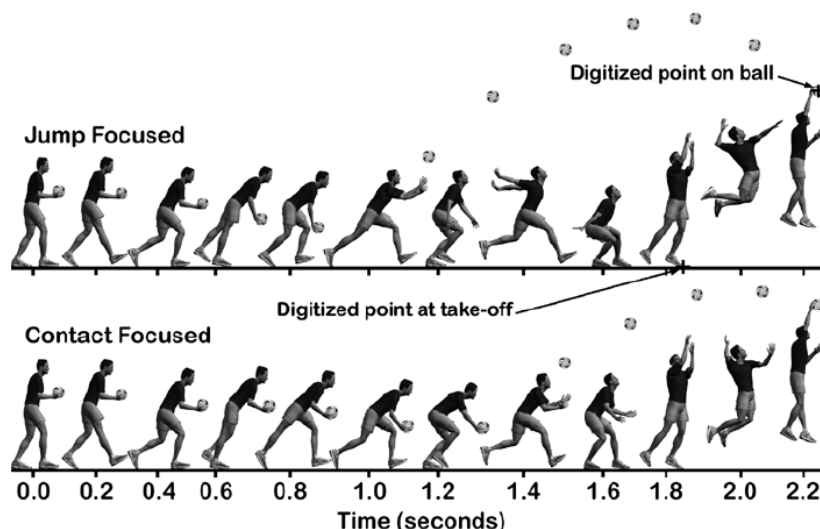 Digitized point on ball
Jump Focused
Digitized point at take-off
Contact Focused
0.0 0.2 0.4 0.6 0.8 1.0 1.2 1.4 1.6 1.8 2.0 2.2
Time (seconds)